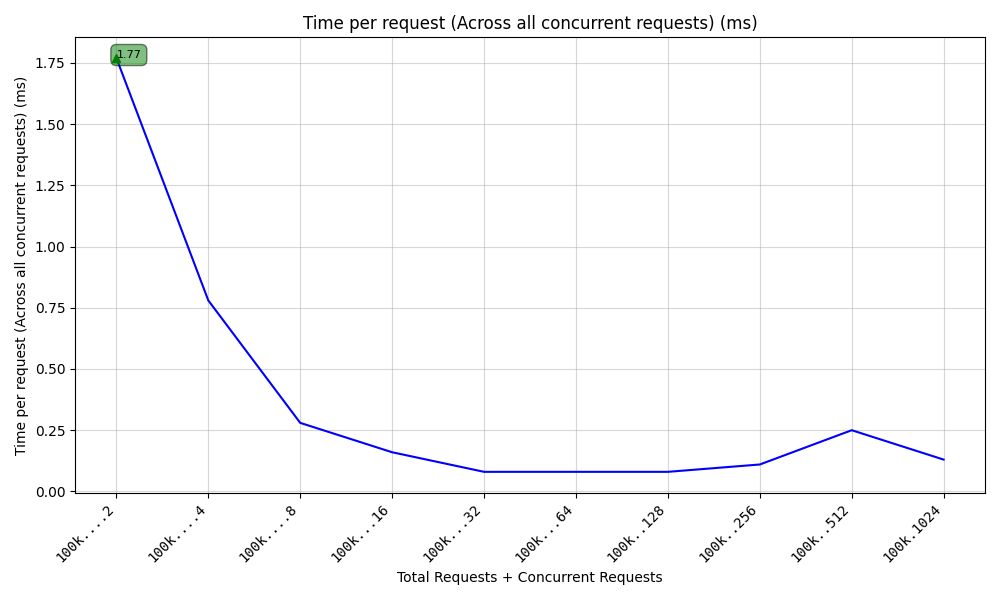 Time per request (Across all concurrent requests) (ms)
1.77
Time per request (Across all concurrent requests) (ms)
1.75
1.50
1.25
1.00
0.75
0.50
0.25
0.00
100k....2
100k....4
100k....8
100k...16
100k...32
100k...64
100k..128
100k..256
100k..512
100k.1024
Total Requests + Concurrent Requests